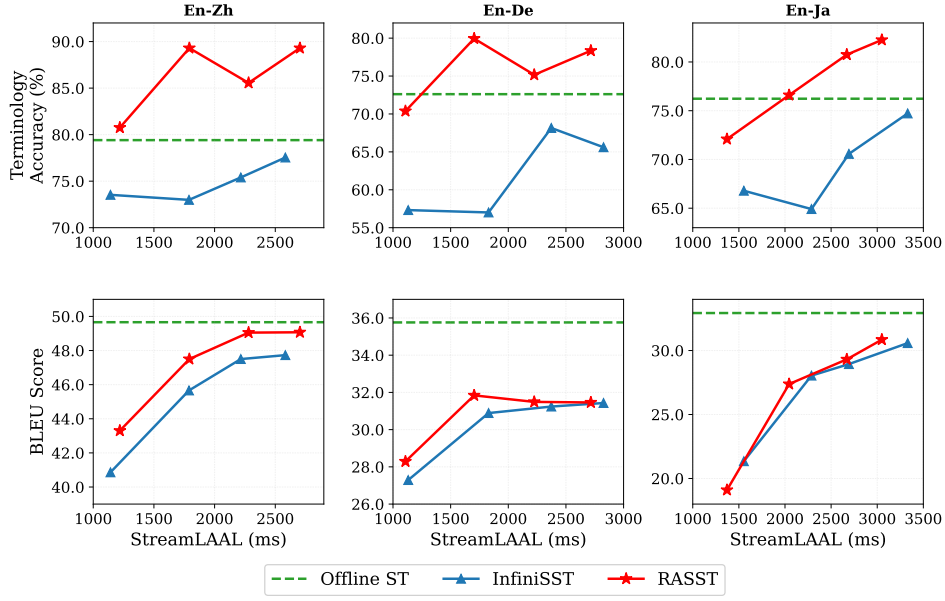 En-Zh En-De En-Ja
Terminology
Accuracy (%)
90.0
85.0
80.0
75.0
70.0
1000 1500 2000 2500
80.0
75.0
70.0
65.0
60.0
55.0
1000 1500 2000 2500 3000
80.0
75.0
70.0
65.0
1000 1500 2000 2500 3000 3500
BLEU Score
50.0
48.0
46.0
44.0
42.0
40.0
1000 1500 2000 2500
StreamLAAL (ms)
36.0
34.0
32.0
30.0
28.0
26.0
1000 1500 2000 2500 3000
StreamLAAL (ms)
30.0
25.0
20.0
1000 1500 2000 2500 3000 3500
StreamLAAL (ms)
Offline ST InfiniSST RASST